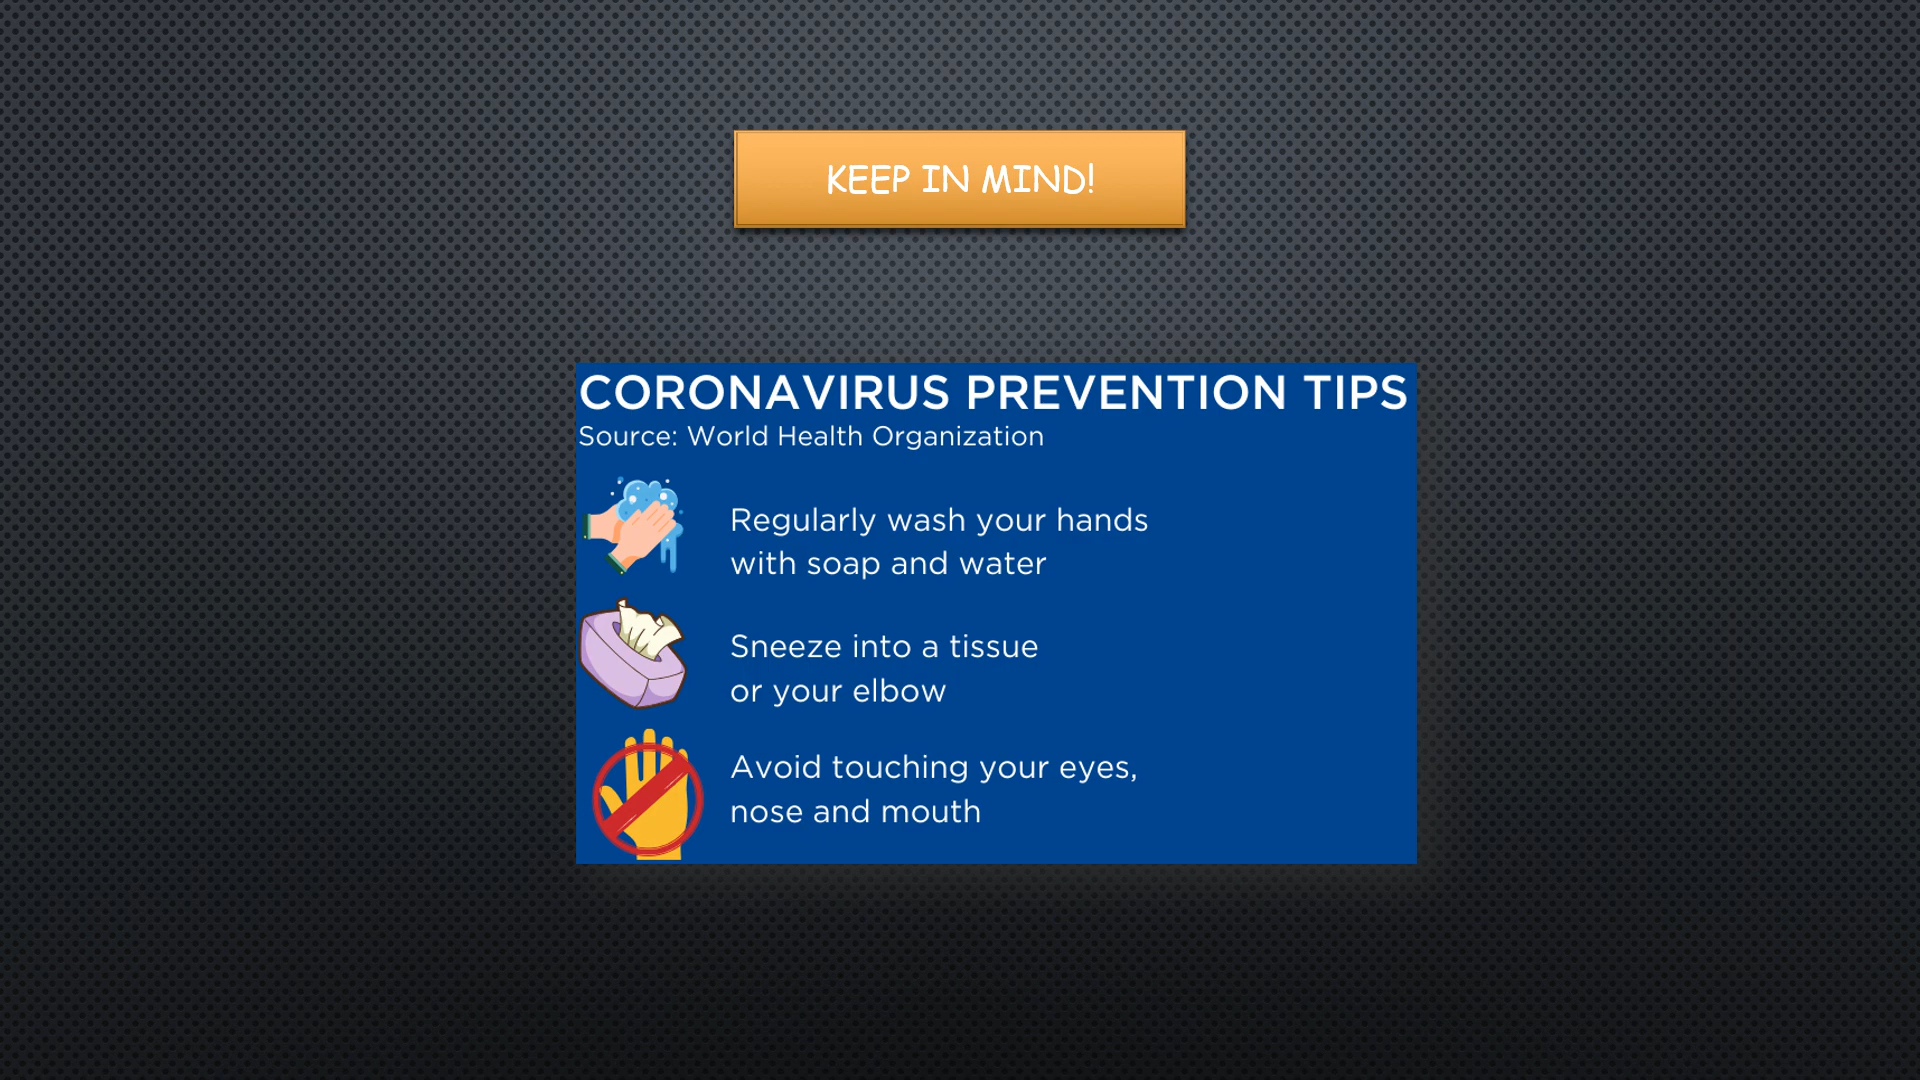 KEEP IN MIND!
CORONAVIRUS PREVENTION TIPS
Source: World Health Organization
Regularly wash your hands
with soap and water
Sneeze into a tissue
or your elbow
Avoid touching your eyes,
nose and mouth